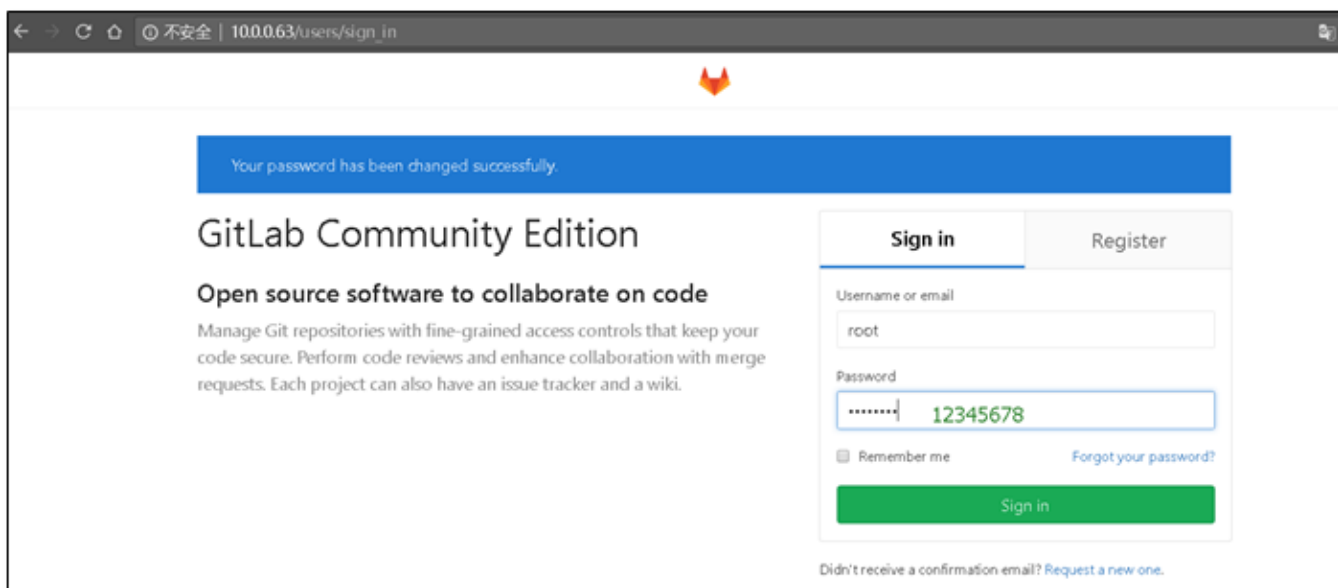 不安全 | 10.0.0.63/users/sign_in
Your password has been changed successfully.
GitLab Community Edition
Open source software to collaborate on code
Manage Git repositories with fine-grained access controls that keep your
code secure. Perform code reviews and enhance collaboration with merge
requests. Each project can also have an issue tracker and a wiki.
Sign in
Register
Username or email
root
Password
•••••••• 12345678
Remember me
Forgot your password?
Sign in
Didn't receive a confirmation email? Request a new one.